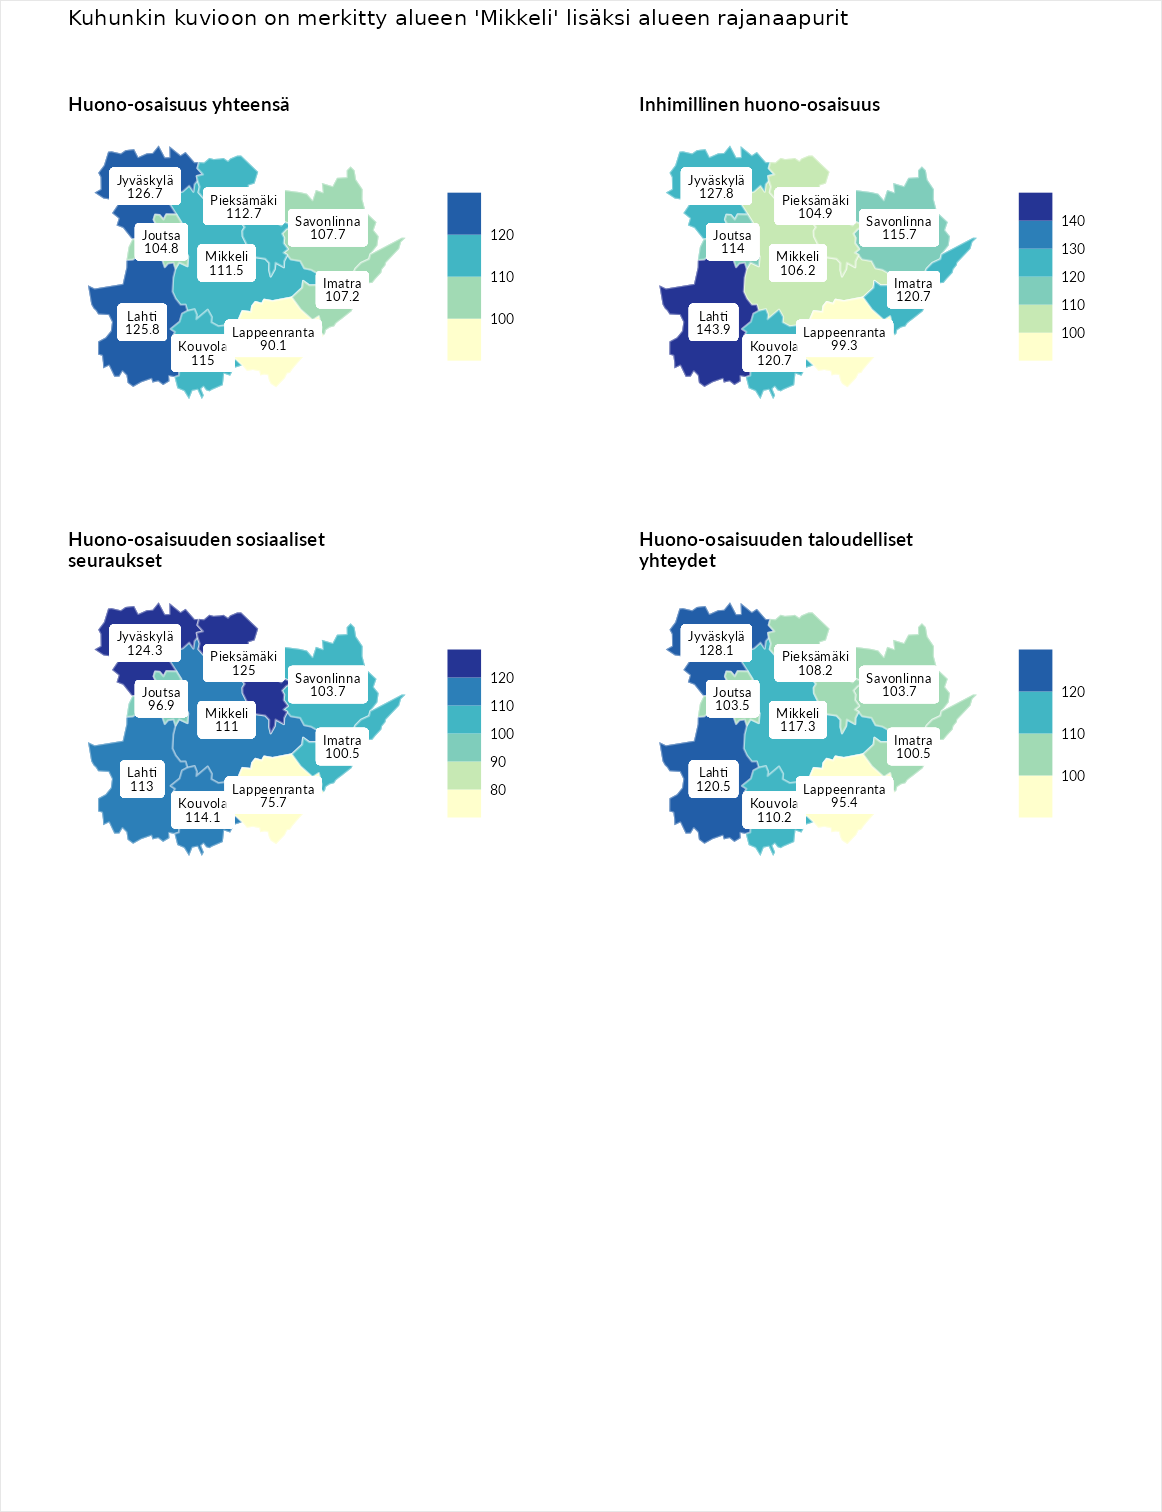 Kuhunkin kuvioon on merkitty alueen 'Mikkeli' lisäksi alueen rajanaapurit
Huono-osaisuus yhteensä
Jyväskylä
126.7
Pieksämäki
112.7
Savonlinna
107.7
Joutsa
104.8
Mikkeli
111.5
Imatra
107.2
Lahti
125.8
Lappeenranta
90.1
Kouvola
115
120
110
100
Inhimillinen huono-osaisuus
Jyväskylä
127.8
Pieksämäki
104.9
Savonlinna
115.7
Joutsa
114
Mikkeli
106.2
Imatra
120.7
Lahti
143.9
Lappeenranta
99.3
Kouvola
120.7
140
130
120
110
100
Huono-osaisuuden sosiaaliset
seuraukset
Jyväskylä
124.3
Pieksämäki
125
Savonlinna
103.7
Joutsa
96.9
Mikkeli
111
Imatra
100.5
Lahti
113
Lappeenranta
75.7
Kouvola
114.1
120
110
100
90
80
Huono-osaisuuden taloudelliset
yhteydet
Jyväskylä
128.1
Pieksämäki
108.2
Savonlinna
103.7
Joutsa
103.5
Mikkeli
117.3
Imatra
100.5
Lahti
120.5
Lappeenranta
95.4
Kouvola
110.2
120
110
100